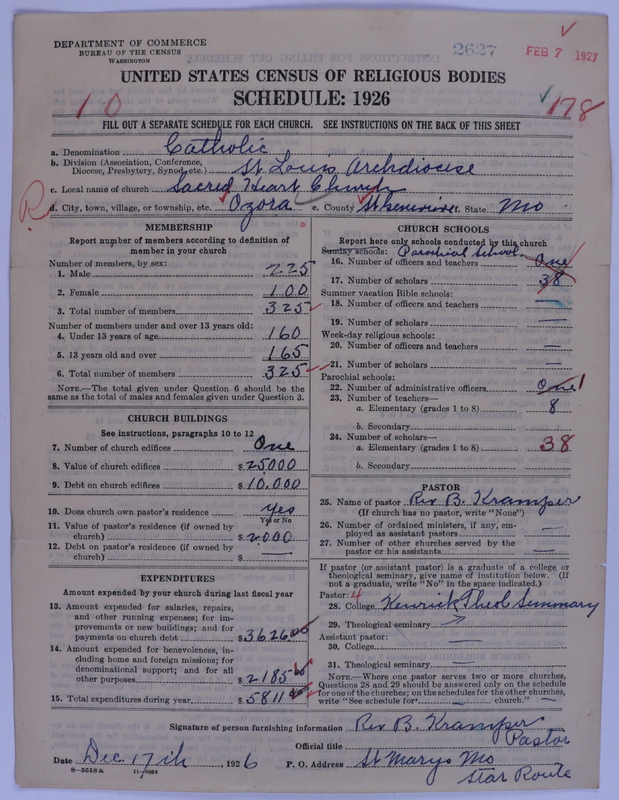 DEPARTMENT OF COMMERCE
BUREAU OF THE CENSUS
WASHINGTON
2627
FEB 7 1927
UNITED STATES CENSUS OF RELIGIOUS BODIES
SCHEDULE: 1926
10
178
FILL OUT A SEPARATE SCHEDULE FOR EACH CHURCH. SEE INSTRUCTIONS ON THE BACK OF THIS SHEET
a. Denomination Catholic
b. Division (Association, Conference, Diocese, Presbytery, Synod, etc.) St Louis Archdiocese
c. Local name of church Sacred Heart Church
R
d. City, town, village, or township, etc. Ozora e. County St Genevieve f. State Mo
MEMBERSHIP
Report number of members according to definition of member in your church
Number of members, by sex:
1. Male 225
2. Female 100
3. Total number of members 325
Number of members under and over 13 years old:
4. Under 13 years of age 160
5. 13 years old and over 165
6. Total number of members 325
NOTE.—The total given under Question 6 should be the same as the total of males and females given under Question 3.
CHURCH BUILDINGS
See instructions, paragraphs 10 to 12
7. Number of church edifices One
8. Value of church edifices $ 25000
9. Debt on church edifices $ 10,000
10. Does church own pastor's residence? yes
Yes or No
11. Value of pastor's residence (if owned by church) $ 2000
12. Debt on pastor's residence (if owned by church) $ —
EXPENDITURES
Amount expended by your church during last fiscal year
13. Amount expended for salaries, repairs, and other running expenses; for improvements or new buildings; and for payments on church debt $ 3626.00
14. Amount expended for benevolences, including home and foreign missions; for denominational support; and for all other purposes $ 2185
15. Total expenditures during year $ 5811
CHURCH SCHOOLS
Report here only schools conducted by this church
Sunday schools: Parochial School
16. Number of officers and teachers One
17. Number of scholars 38
Summer vacation Bible schools:
18. Number of officers and teachers —
19. Number of scholars —
Week-day religious schools:
20. Number of officers and teachers —
21. Number of scholars —
Parochial schools:
22. Number of administrative officers One 1
23. Number of teachers—
a. Elementary (grades 1 to 8) 8
b. Secondary
24. Number of scholars—
a. Elementary (grades 1 to 8) 38
b. Secondary
PASTOR
25. Name of pastor Rev B. Kramper
(If church has no pastor, write "None")
26. Number of ordained ministers, if any, employed as assistant pastors —
27. Number of other churches served by the pastor or his assistants —
If pastor (or assistant pastor) is a graduate of a college or theological seminary, give name of institution below. (If not a graduate, write "No" in the space indicated.)
Pastor: 4
28. College Kenrick Theol Seminary
29. Theological seminary
Assistant pastor:
30. College —
31. Theological seminary —
NOTE.—Where one pastor serves two or more churches, Questions 28 and 29 should be answered only on the schedule for one of the churches; on the schedules for the other churches, write "See schedule for church."
Signature of person furnishing information Rev B. Kramper
Official title Pastor
Date Dec 17th, 1926 P. O. Address St Marys Mo
Star Route
8—5518 a 11—9084